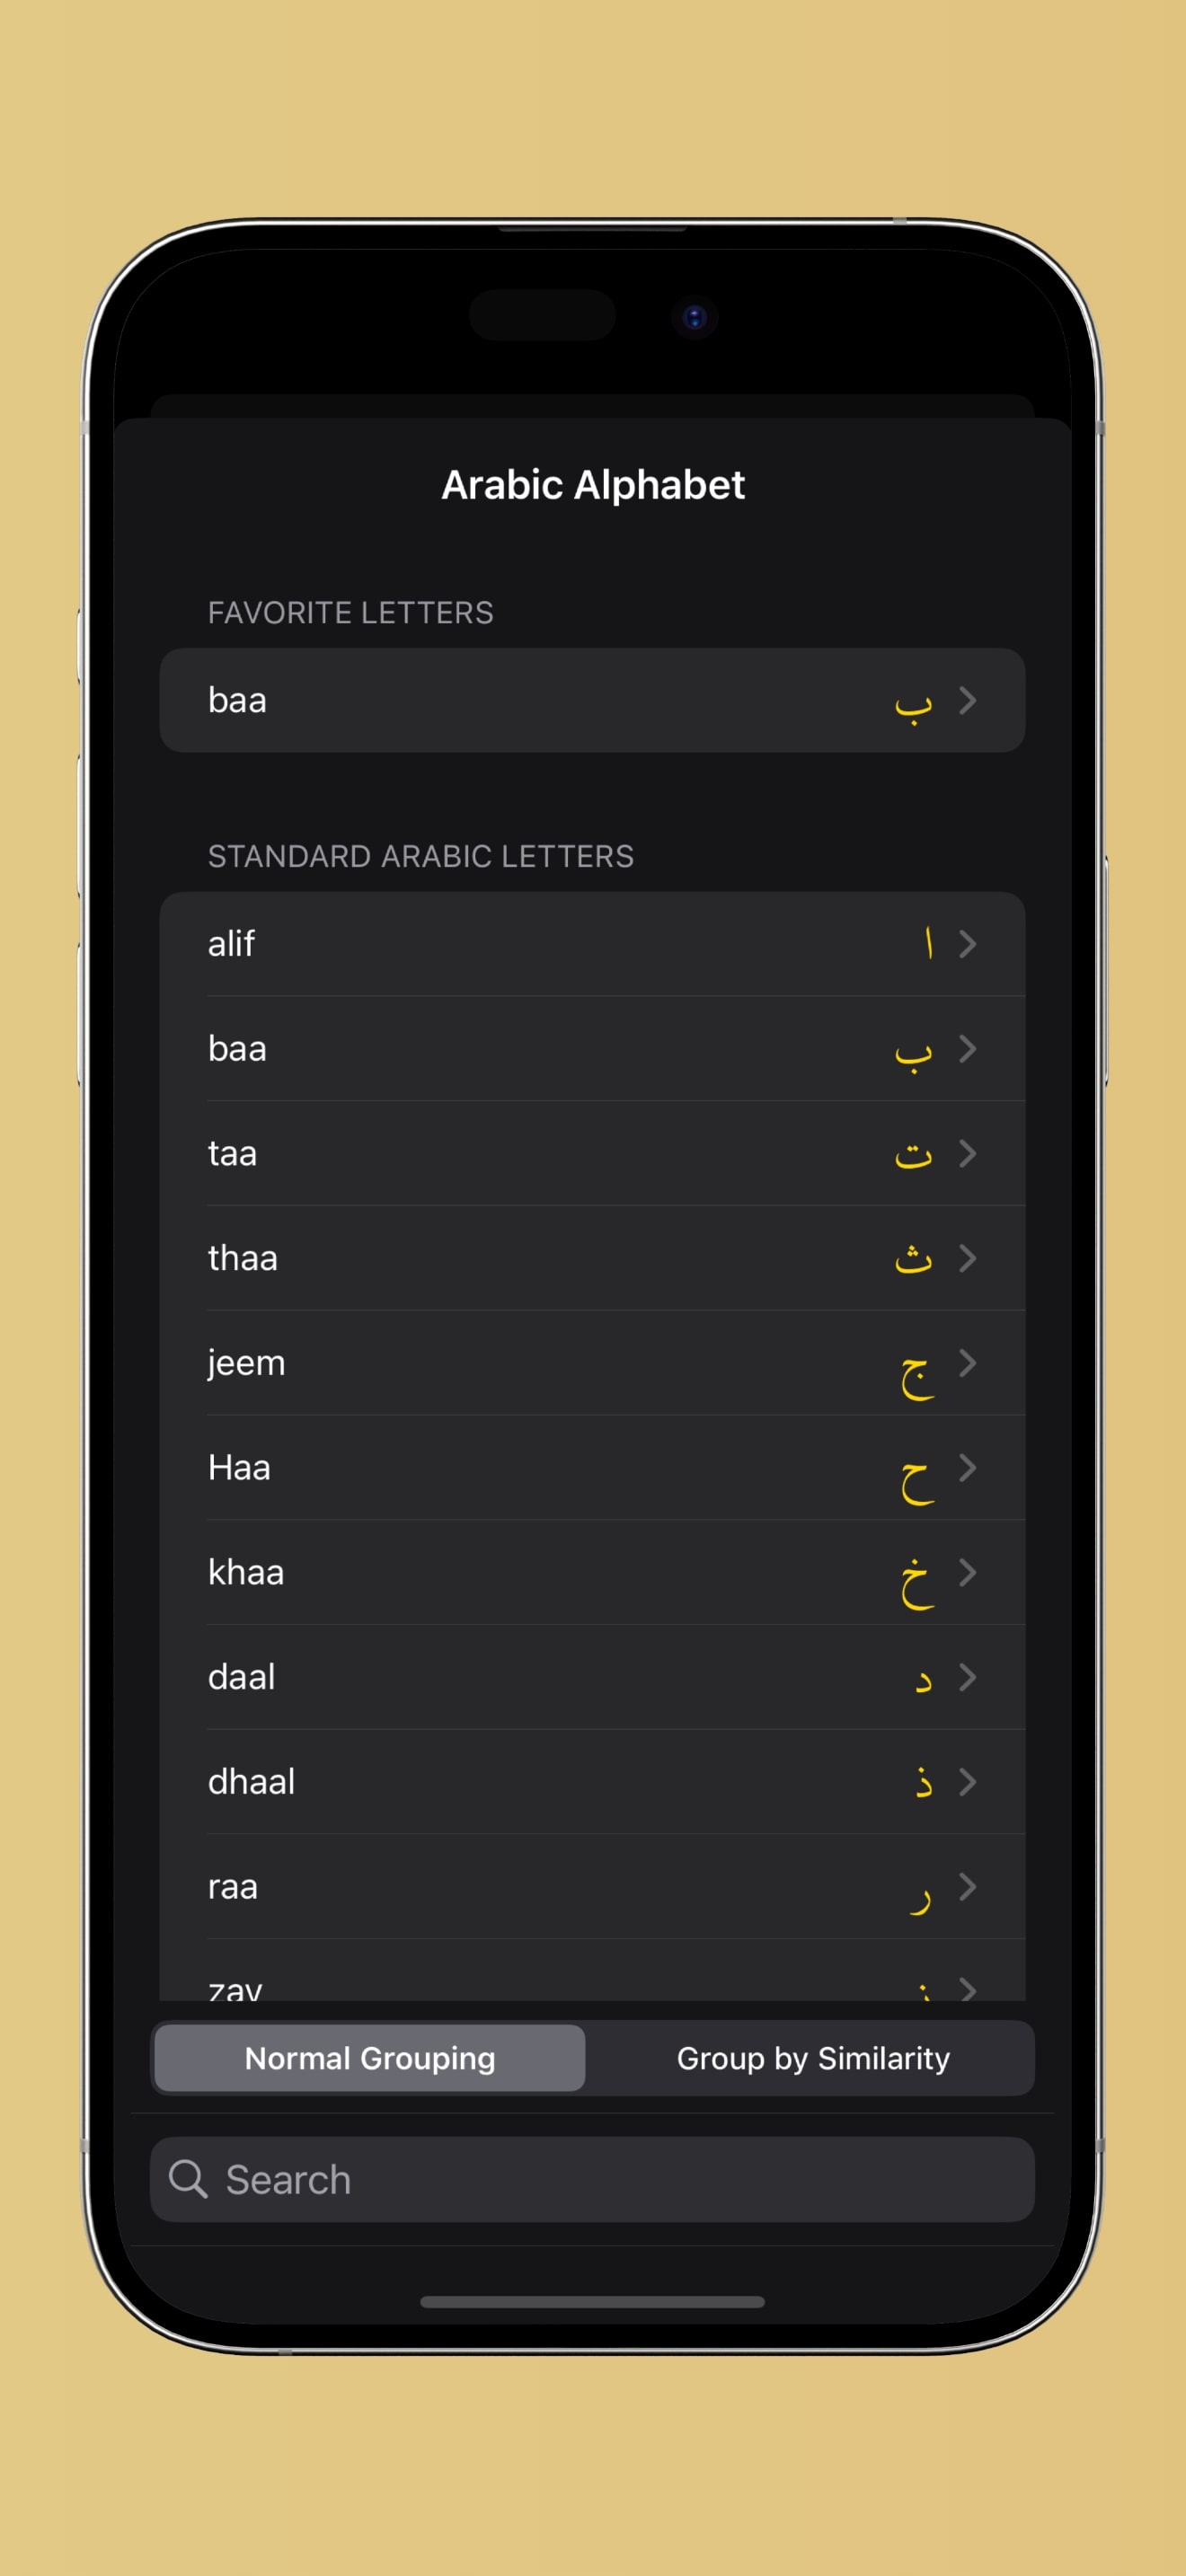 Arabic Alphabet
FAVORITE LETTERS
baa ب
STANDARD ARABIC LETTERS
alif ا
baa ب
taa ت
thaa ث
jeem ج
Haa ح
khaa خ
daal د
dhaal ذ
raa ر
zay ز
Normal Grouping Group by Similarity
Search